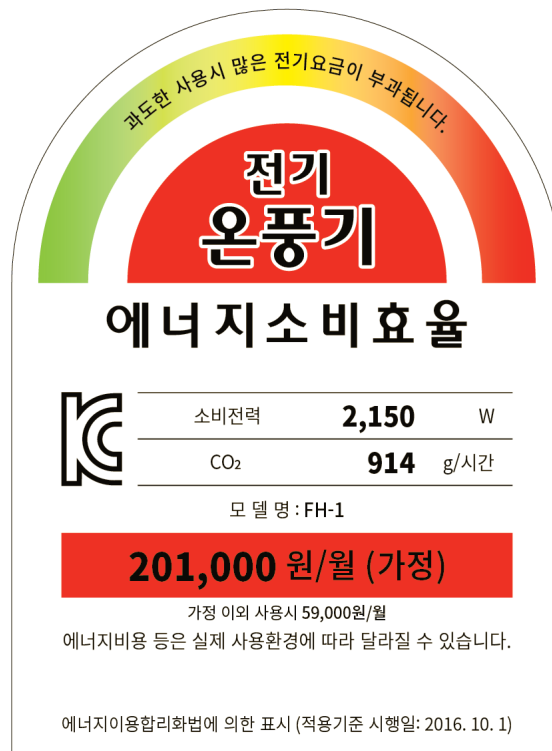 과도한 사용시 많은 전기요금이 부과됩니다.
전기
온풍기
에너지소비효율
소비전력 2,150 W
CO₂ 914 g/시간
모 델 명 : FH-1
201,000 원/월 (가정)
가정 이외 사용시 59,000원/월
에너지비용 등은 실제 사용환경에 따라 달라질 수 있습니다.
에너지이용합리화법에 의한 표시 (적용기준 시행일: 2016. 10. 1)